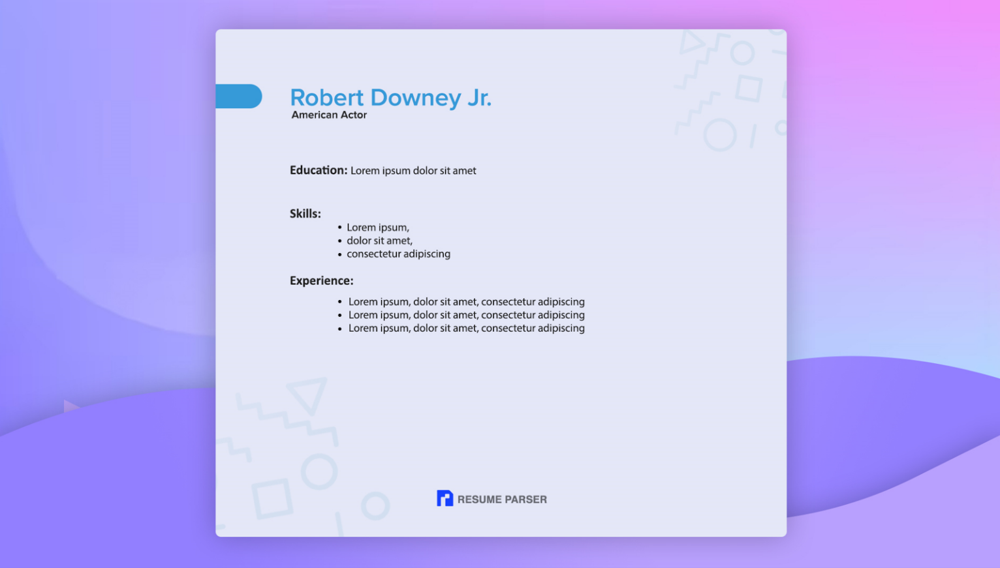 Robert Downey Jr.
American Actor
Education: Lorem ipsum dolor sit amet
Skills:
• Lorem ipsum,
• dolor sit amet,
• consectetur adipiscing
Experience:
• Lorem ipsum, dolor sit amet, consectetur adipiscing
• Lorem ipsum, dolor sit amet, consectetur adipiscing
• Lorem ipsum, dolor sit amet, consectetur adipiscing
RESUME PARSER